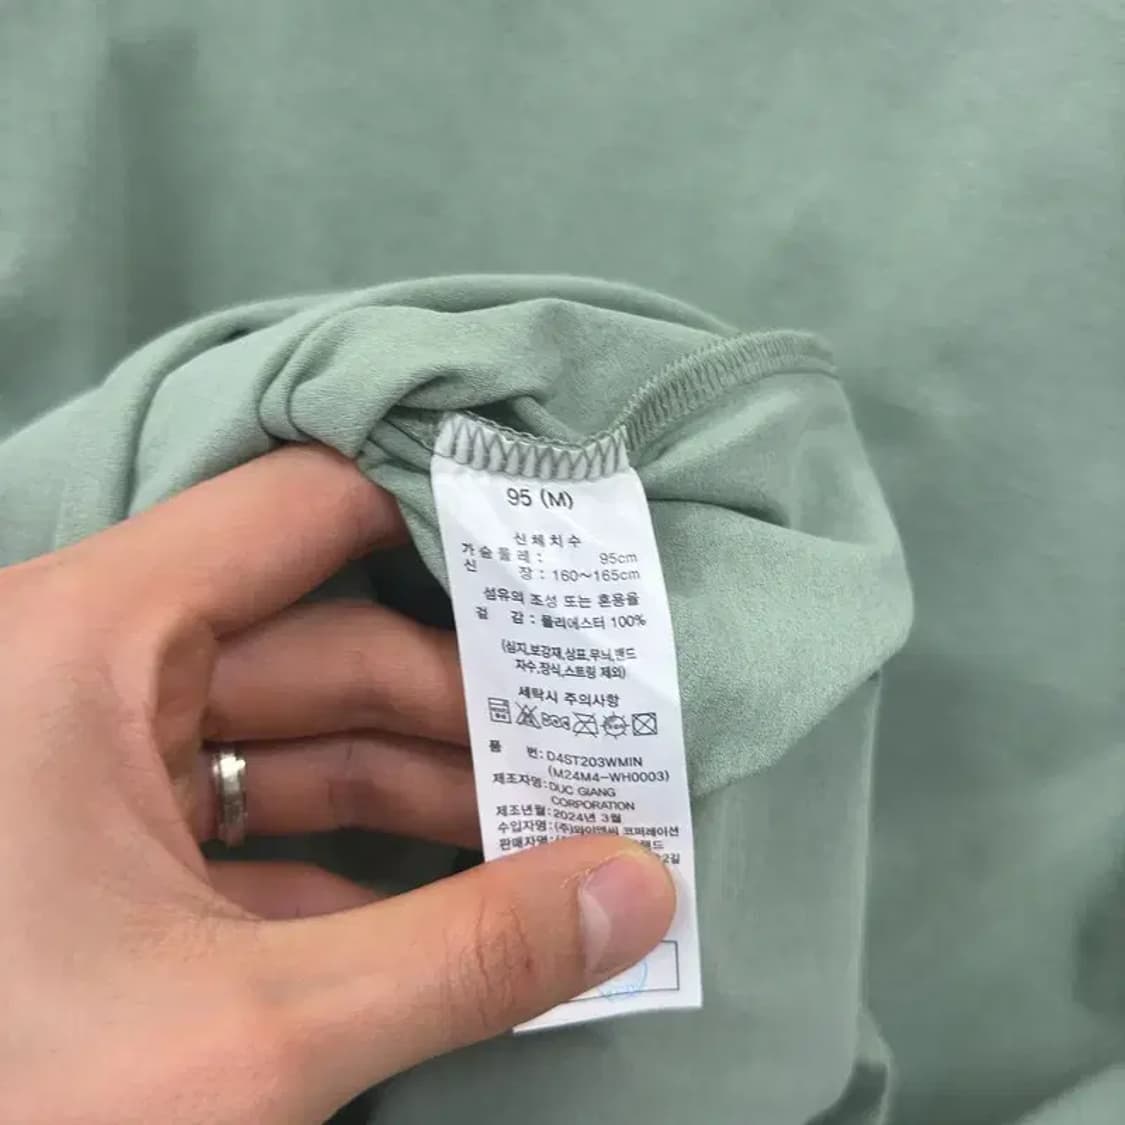 95 (M)
신체치수
가슴둘레 : 95cm
신 장 : 160~165cm
섬유의 조성 또는 혼용율
겉 감 : 폴리에스터 100%
(심지,보강재,상표,무늬,밴드
자수,장식,스트링 제외)
세탁시 주의사항
품 번: D4ST203WMIN
(M24M4-WH0003)
제조자명: DUC GIANG
CORPORATION
제조년월: 2024년 3월
수입자명: (주)와이앤씨 코퍼레이션
판매자명:
2길